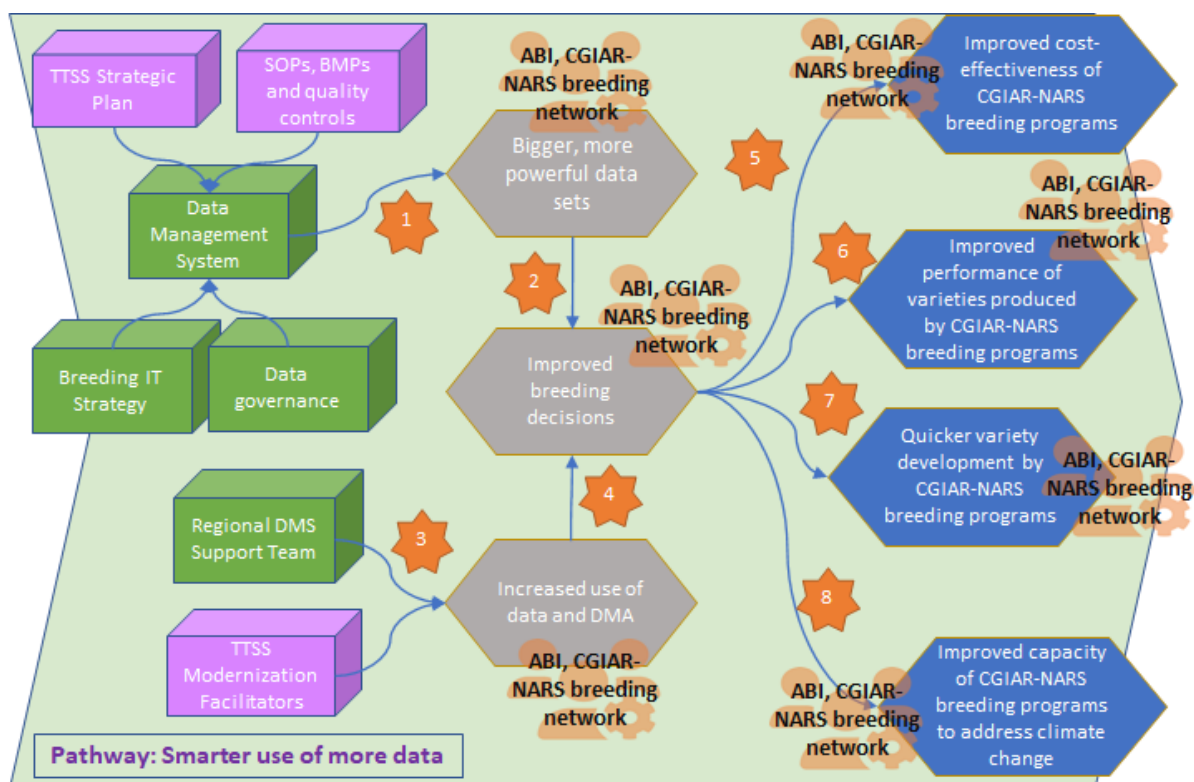 TTSS Strategic
Plan
SOPs, BMPs
and quality
controls
ABI, CGIAR-
NARS breeding
network
ABI, CGIAR-
NARS breeding
network
Improved cost-
effectiveness of
CGIAR-NARS
breeding programs
Data
Management
System
1
Bigger, more
powerful data
sets
5
ABI, CGIAR-
NARS breeding
network
2
6
Improved
performance of
varieties produced
by CGIAR-NARS
breeding programs
Breeding IT
Strategy
Data
governance
ABI, CGIAR-
NARS breeding
network
Improved
breeding
decisions
7
Quicker variety
development by
CGIAR-NARS
breeding programs
ABI, CGIAR-
NARS breeding
network
Regional DMS
Support Team
3
4
TTSS
Modernization
Facilitators
Increased use of
data and DMA
ABI, CGIAR-
NARS breeding
network
8
ABI, CGIAR-
NARS breeding
network
Improved capacity
of CGIAR-NARS
breeding programs
to address climate
change
Pathway: Smarter use of more data